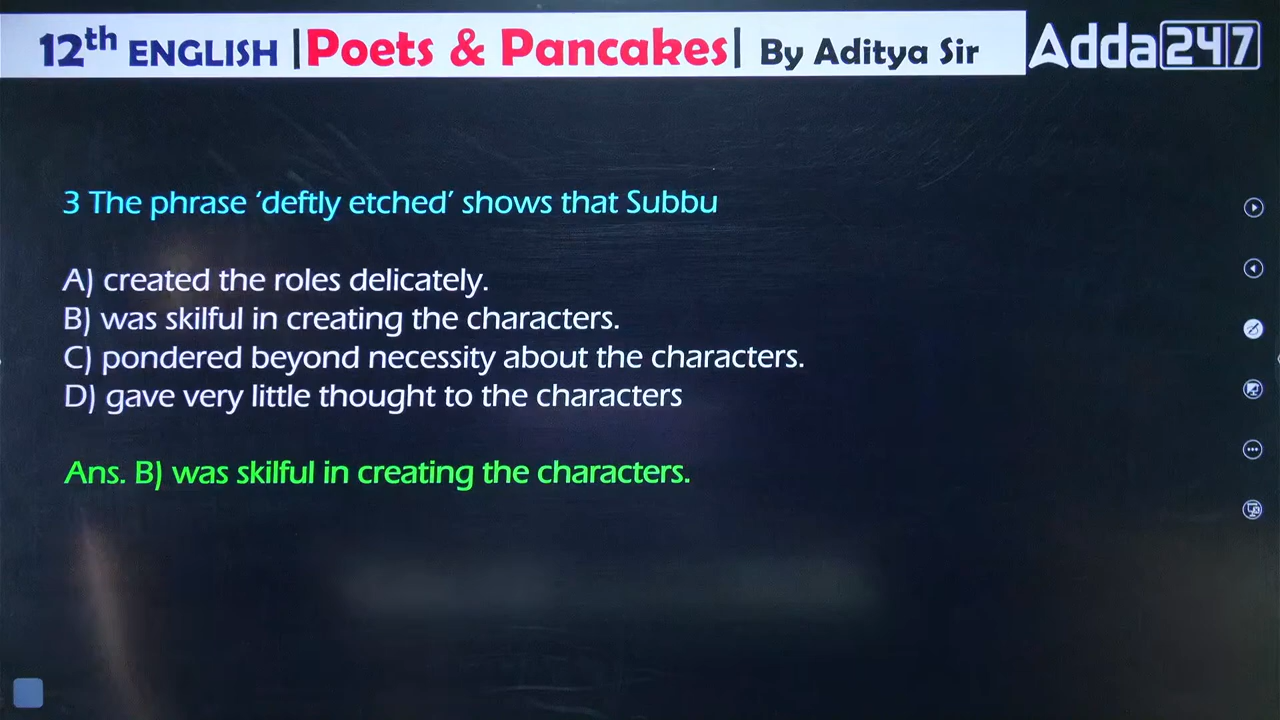 12th ENGLISH |Poets & Pancakes| By Aditya Sir
Adda247
3 The phrase ‘deftly etched’ shows that Subbu
A) created the roles delicately.
B) was skilful in creating the characters.
C) pondered beyond necessity about the characters.
D) gave very little thought to the characters
Ans. B) was skilful in creating the characters.